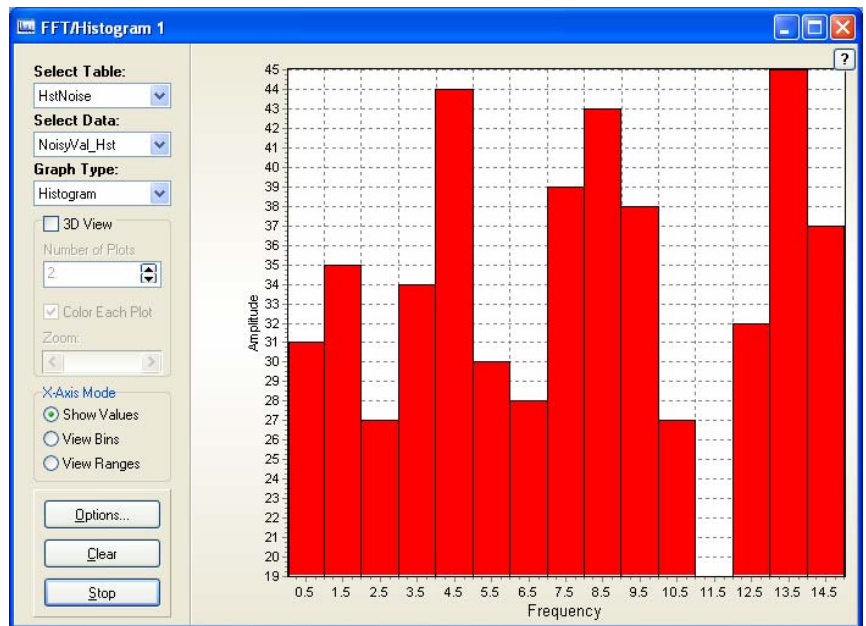 FFT/Histogram 1
?
Select Table:
HstNoise
Select Data:
NoisyVal_Hst
Graph Type:
Histogram
3D View
Number of Plots
2
Color Each Plot
Zoom:
X-Axis Mode
Show Values
View Bins
View Ranges
Options...
Clear
Stop
Amplitude
45
44
43
42
41
40
39
38
37
36
35
34
33
32
31
30
29
28
27
26
25
24
23
22
21
20
19
0.5 1.5 2.5 3.5 4.5 5.5 6.5 7.5 8.5 9.5 10.5 11.5 12.5 13.5 14.5
Frequency